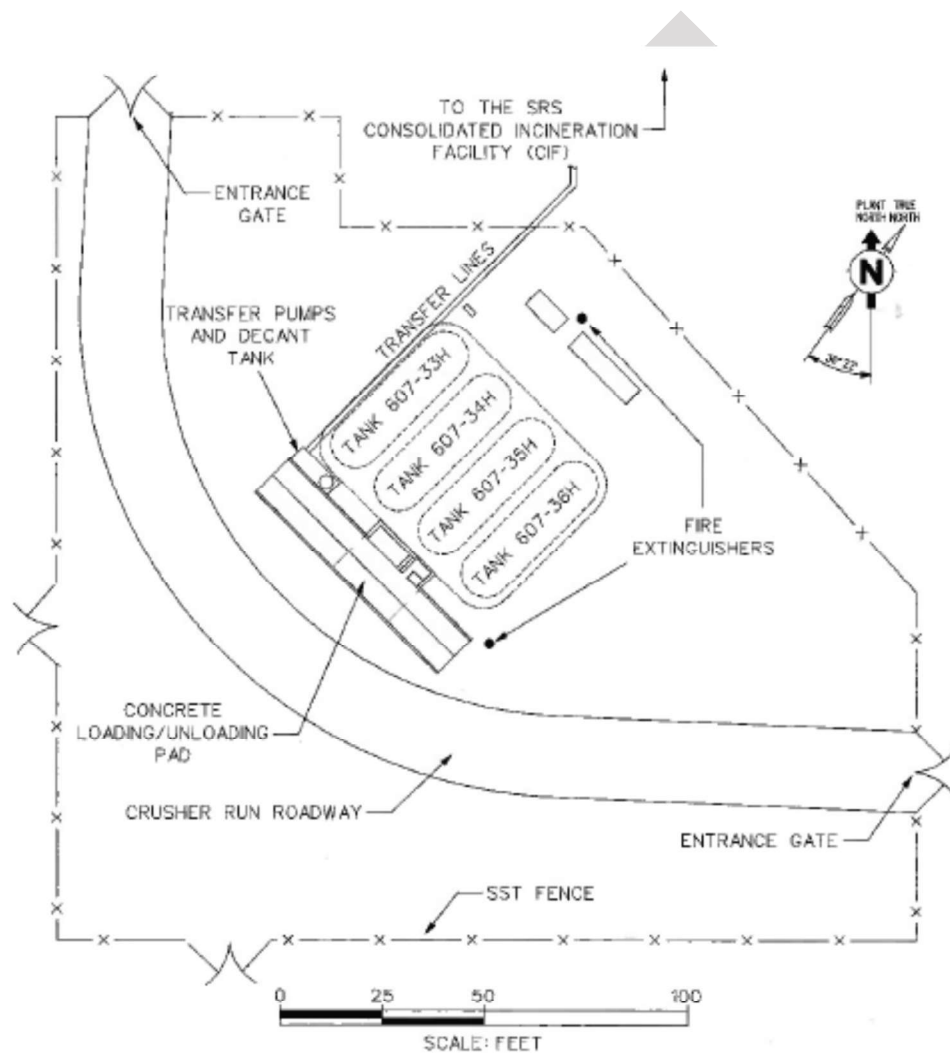 TO THE SRS
CONSOLIDATED INCINERATION
FACILITY (CIF)
ENTRANCE
GATE
PLANT TRUE
NORTH NORTH
N
TRANSFER LINES
TRANSFER PUMPS
AND DECANT
TANK
TANK 607-33H
TANK 607-34H
TANK 607-35H
TANK 607-36H
FIRE
EXTINGUISHERS
CONCRETE
LOADING/UNLOADING
PAD
CRUSHER RUN ROADWAY
ENTRANCE GATE
SST FENCE
0 25 50 100
SCALE: FEET